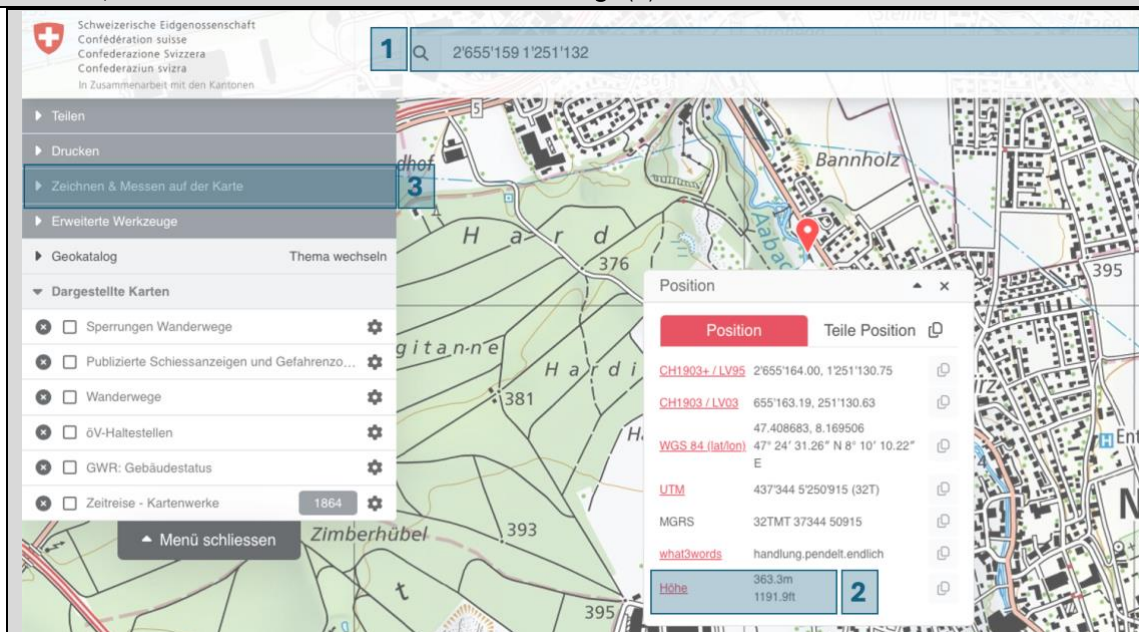 Schweizerische Eidgenossenschaft
Confédération suisse
Confederazione Svizzera
Confederaziun svizra
In Zusammenarbeit mit den Kantonen
1
2'655'159 1'251'132
Teilen
Drucken
Zeichnen & Messen auf der Karte
3
Erweiterte Werkzeuge
Geokatalog Thema wechseln
Dargestellte Karten
Sperrungen Wanderwege
Publizierte Schiessanzeigen und Gefahrenzo...
Wanderwege
öV-Haltestellen
GWR: Gebäudestatus
Zeitreise - Kartenwerke 1864
Menü schliessen
5
Bannholz
Aabach
Hard
376
395
381
Zimberhübel
393
t
395
Ent
N
Position
Position Teile Position
CH1903+ / LV95 2'655'164.00, 1'251'130.75
CH1903 / LV03 655'163.19, 251'130.63
WGS 84 (lat/lon) 47.408683, 8.169506
47° 24' 31.26" N 8° 10' 10.22"
E
UTM 437'344 5'250'915 (32T)
MGRS 32TMT 37344 50915
what3words handlung.pendelt.endlich
Höhe 363.3m
1191.9ft
2